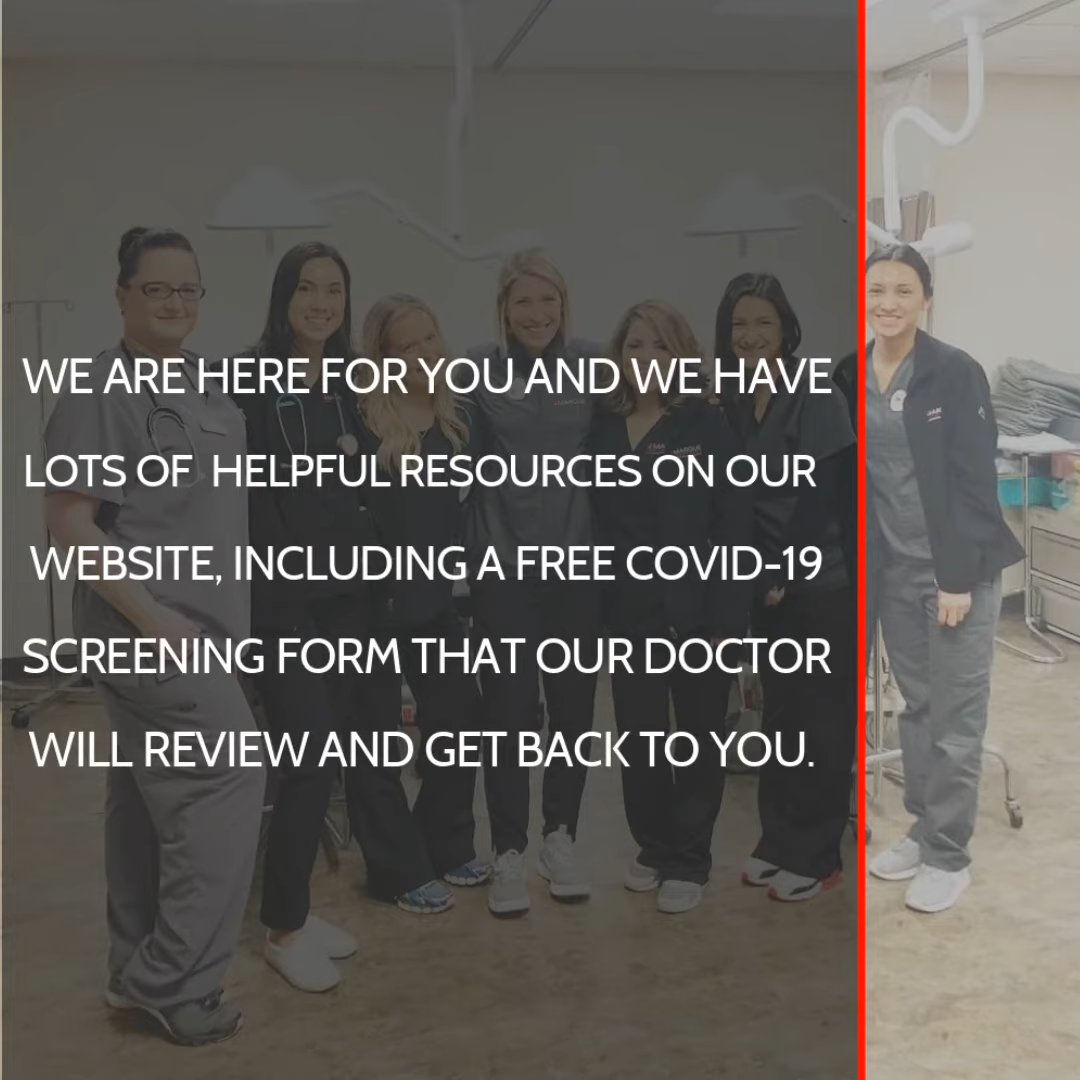 WE ARE HERE FOR YOU AND WE HAVE
LOTS OF HELPFUL RESOURCES ON OUR
WEBSITE, INCLUDING A FREE COVID-19
SCREENING FORM THAT OUR DOCTOR
WILL REVIEW AND GET BACK TO YOU.